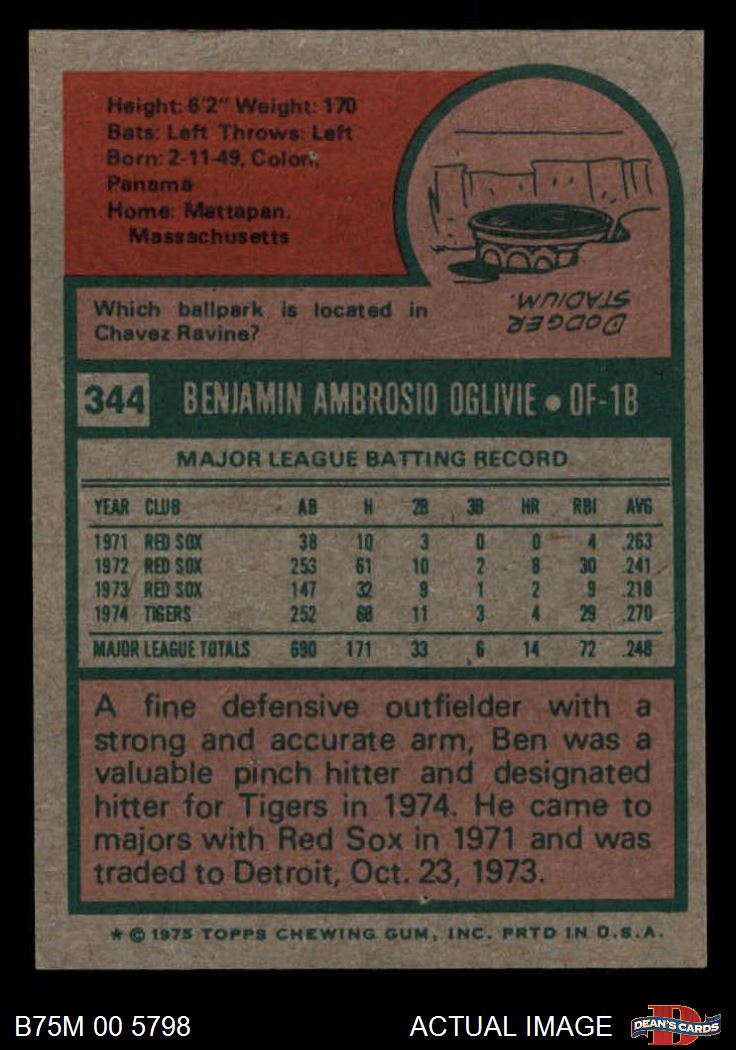 Height: 6'2" Weight: 170
Bats: Left Throws: Left
Born: 2-11-49, Colon,
Panama
Home: Mattapan,
Massachusetts
Which ballpark is located in
Chavez Ravine?
DODGER
STADIUM.
344 BENJAMIN AMBROSIO OGLIVIE • OF-1B
MAJOR LEAGUE BATTING RECORD
YEAR CLUB AB H 2B 3B HR RBI AVG
1971 RED SOX 38 10 3 0 0 4 .263
1972 RED SOX 253 61 10 2 8 30 .241
1973 RED SOX 147 32 9 1 2 9 .218
1974 TIGERS 252 68 11 3 4 29 .270
MAJOR LEAGUE TOTALS 690 171 33 6 14 72 .248
A fine defensive outfielder with a
strong and accurate arm, Ben was a
valuable pinch hitter and designated
hitter for Tigers in 1974. He came to
majors with Red Sox in 1971 and was
traded to Detroit, Oct. 23, 1973.
* © 1975 TOPPS CHEWING GUM, INC. PRTD IN U.S.A.
B75M 00 5798 ACTUAL IMAGE DEAN'S CARDS